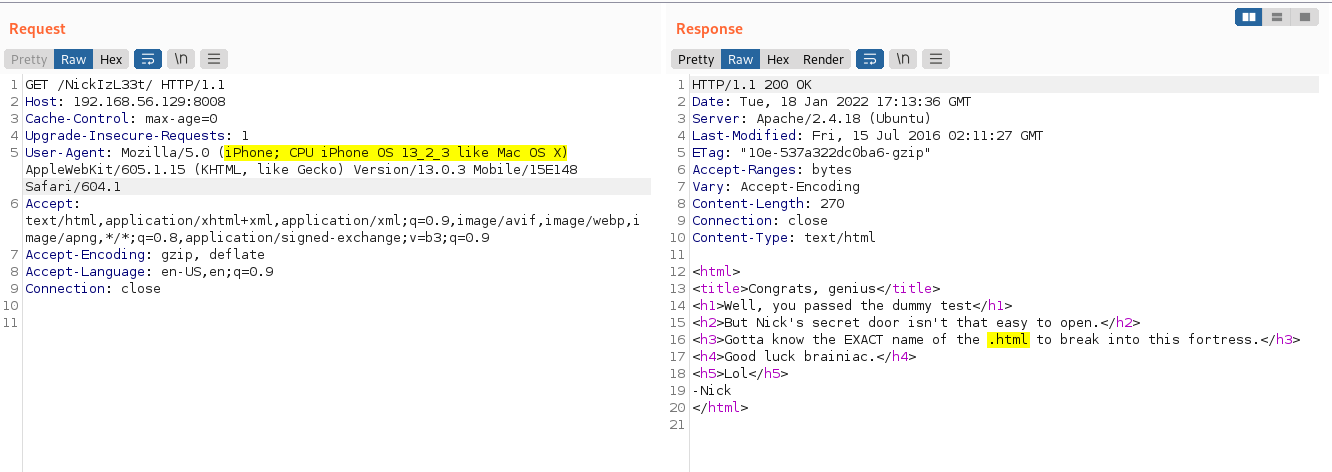 Request
Pretty Raw Hex \n
1 GET /NickIzL33t/ HTTP/1.1
2 Host: 192.168.56.129:8008
3 Cache-Control: max-age=0
4 Upgrade-Insecure-Requests: 1
5 User-Agent: Mozilla/5.0 (iPhone; CPU iPhone OS 13_2_3 like Mac OS X)
AppleWebKit/605.1.15 (KHTML, like Gecko) Version/13.0.3 Mobile/15E148
Safari/604.1
6 Accept:
text/html,application/xhtml+xml,application/xml;q=0.9,image/avif,image/webp,i
mage/apng,*/*;q=0.8,application/signed-exchange;v=b3;q=0.9
7 Accept-Encoding: gzip, deflate
8 Accept-Language: en-US,en;q=0.9
9 Connection: close
10
11
Response
Pretty Raw Hex Render \n
1 HTTP/1.1 200 OK
2 Date: Tue, 18 Jan 2022 17:13:36 GMT
3 Server: Apache/2.4.18 (Ubuntu)
4 Last-Modified: Fri, 15 Jul 2016 02:11:27 GMT
5 ETag: "10e-537a322dc0ba6-gzip"
6 Accept-Ranges: bytes
7 Vary: Accept-Encoding
8 Content-Length: 270
9 Connection: close
10 Content-Type: text/html
11
12 <html>
13 <title>Congrats, genius</title>
14 <h1>Well, you passed the dummy test</h1>
15 <h2>But Nick's secret door isn't that easy to open.</h2>
16 <h3>Gotta know the EXACT name of the .html to break into this fortress.</h3>
17 <h4>Good luck brainiac.</h4>
18 <h5>Lol</h5>
19 -Nick
20 </html>
21